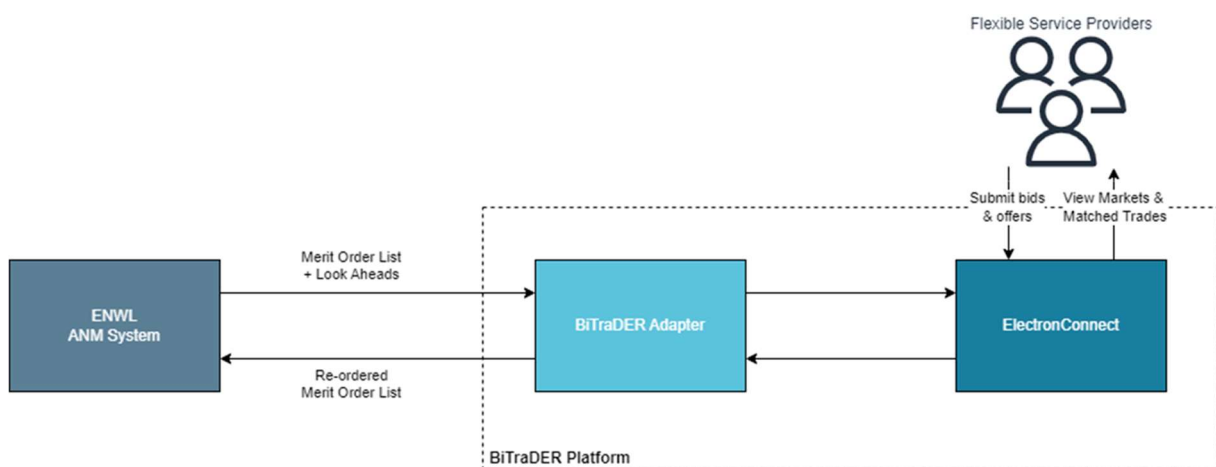 Flexible Service Providers
Submit bids
& offers
View Markets &
Matched Trades
Merit Order List
+ Look Aheads
ENWL
ANM System
BiTraDER Adapter
ElectronConnect
Re-ordered
Merit Order List
BiTraDER Platform